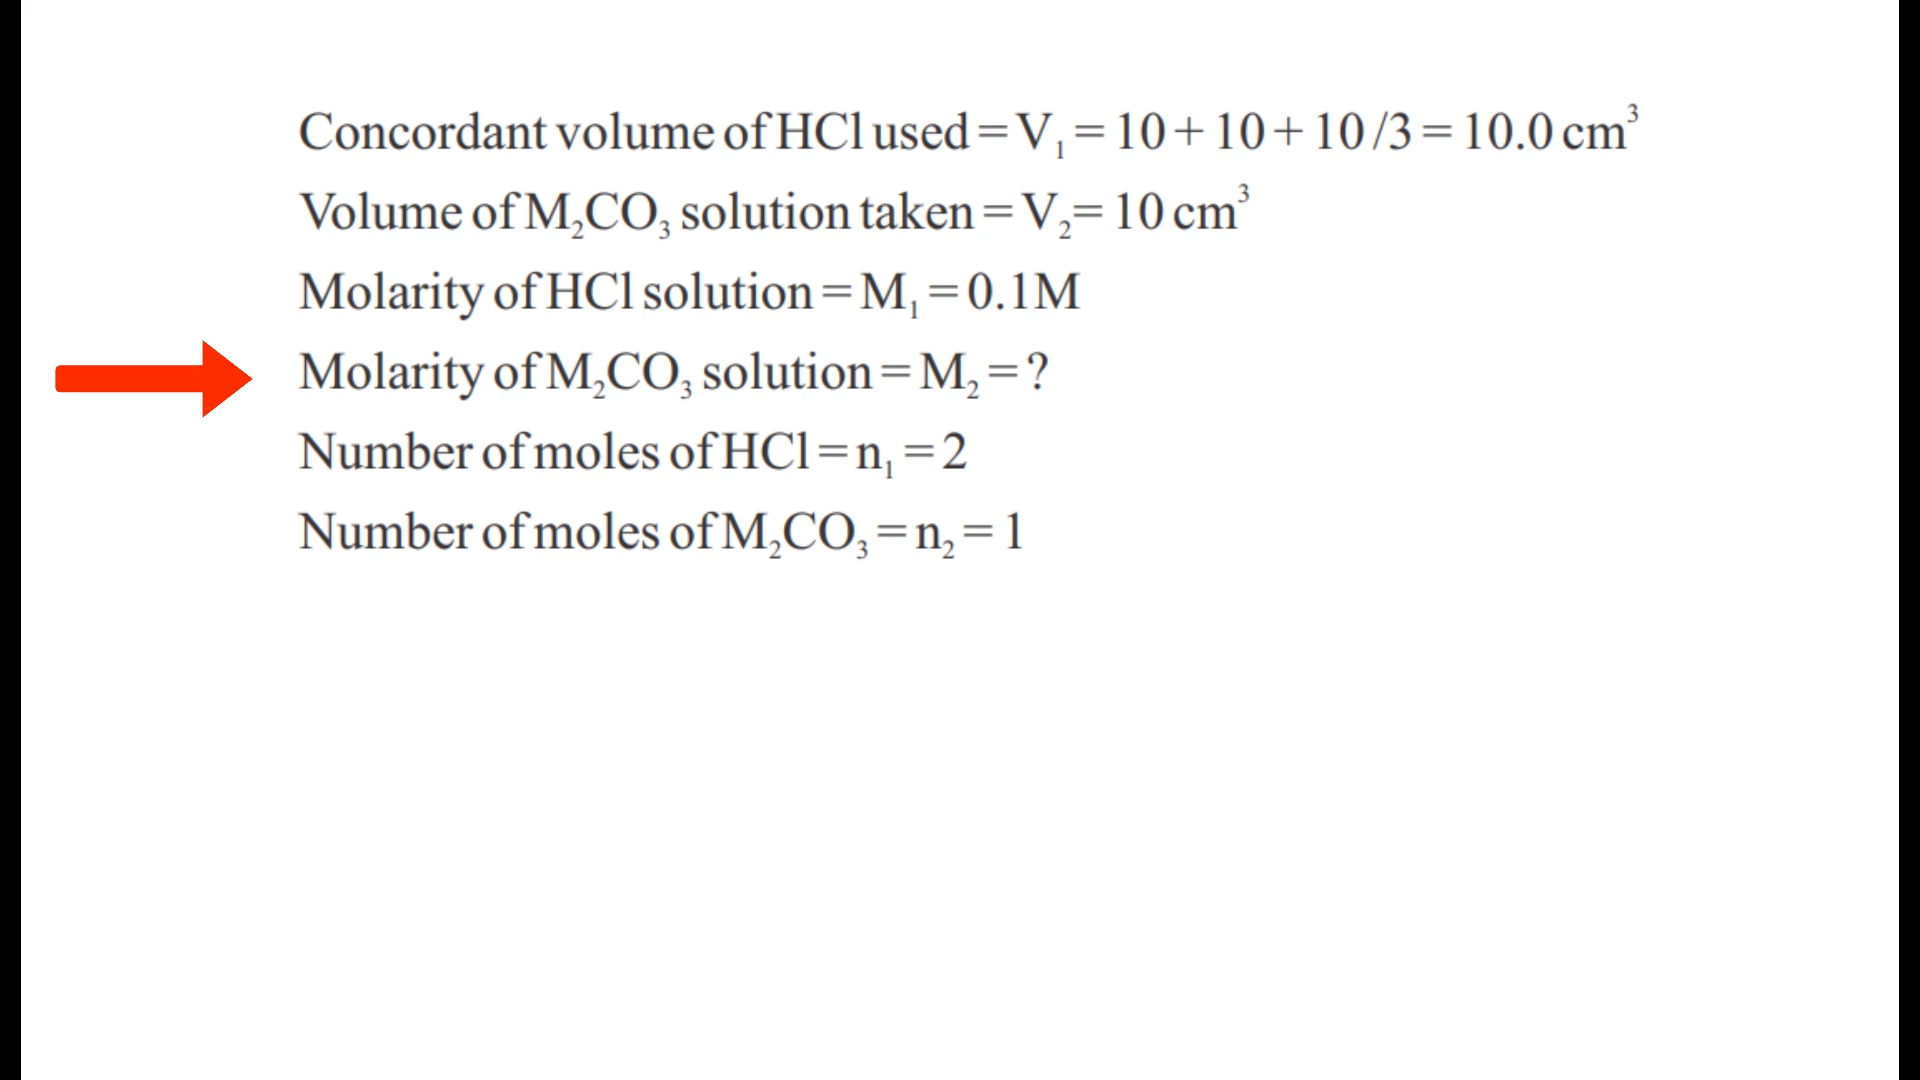 Concordant volume of HCl used = V₁ = 10 + 10 + 10 /3 = 10.0 cm³
Volume of M₂CO₃ solution taken = V₂= 10 cm³
Molarity of HCl solution = M₁ = 0.1M
Molarity of M₂CO₃ solution = M₂ = ?
Number of moles of HCl = n₁ = 2
Number of moles of M₂CO₃ = n₂ = 1